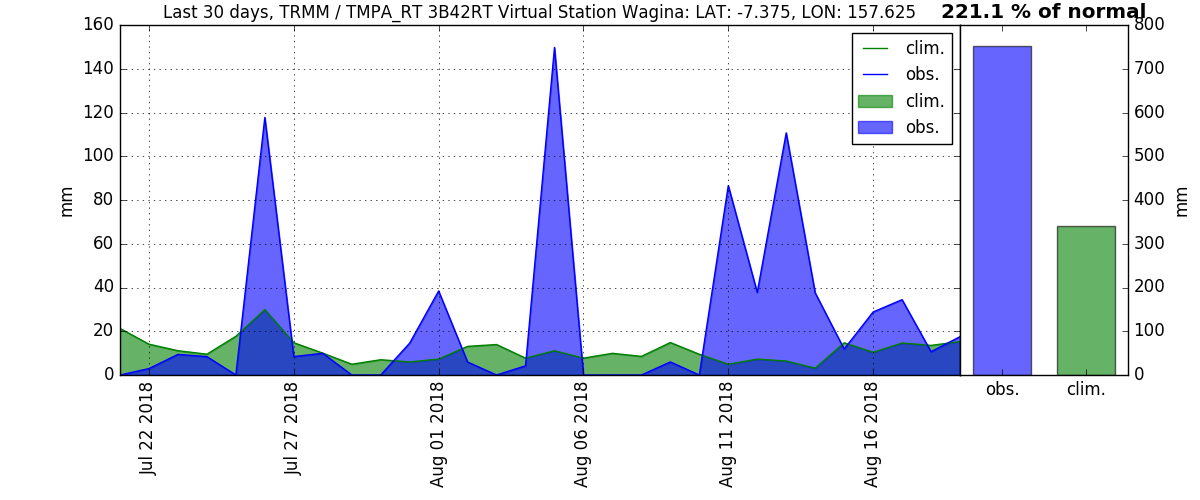 Last 30 days, TRMM / TMPA_RT 3B42RT Virtual Station Wagina: LAT: -7.375, LON: 157.625
221.1 % of normal
160
140
120
100
80
60
40
20
0
mm
Jul 22 2018
Jul 27 2018
Aug 01 2018
Aug 06 2018
Aug 11 2018
Aug 16 2018
clim.
obs.
clim.
obs.
800
700
600
500
400
300
200
100
0
mm
obs.
clim.